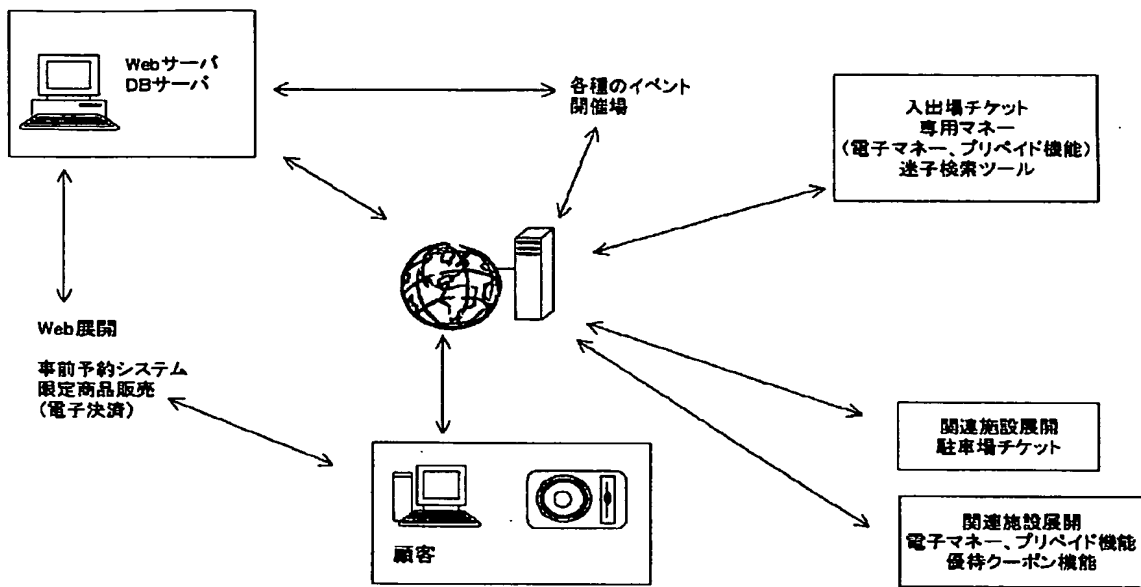 Webサーバ
DBサーバ
各種のイベント
開催場
入出場チケット
専用マネー
(電子マネー、プリペイド機能)
迷子検索ツール
Web展開
事前予約システム
限定商品販売
(電子決済)
関連施設展開
駐車場チケット
顧客
関連施設展開
電子マネー、プリペイド機能
優待クーポン機能